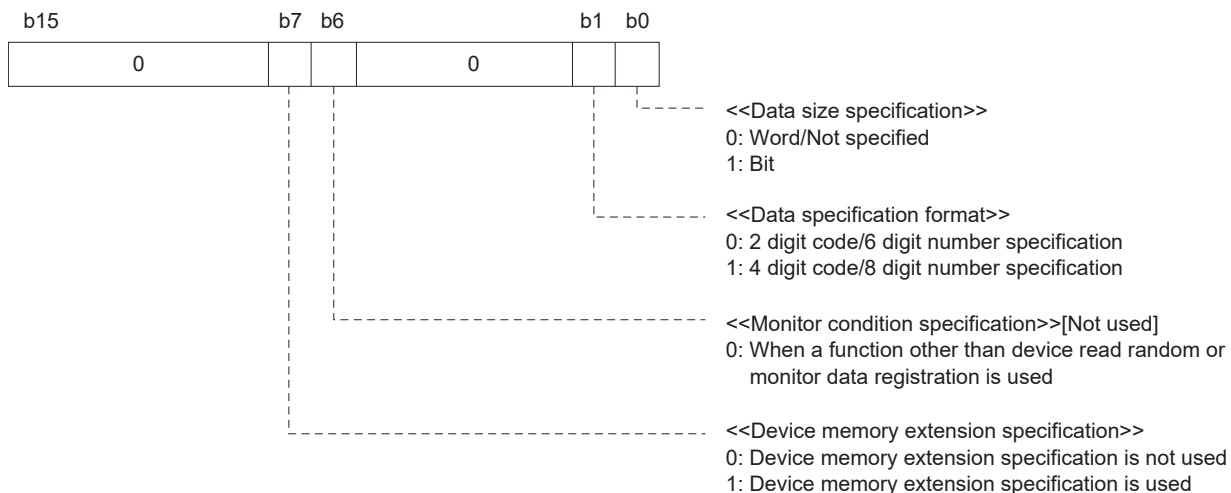 b15 b7 b6 b1 b0
0 0
<<Data size specification>>
0: Word/Not specified
1: Bit
<<Data specification format>>
0: 2 digit code/6 digit number specification
1: 4 digit code/8 digit number specification
<<Monitor condition specification>>[Not used]
0: When a function other than device read random or
monitor data registration is used
<<Device memory extension specification>>
0: Device memory extension specification is not used
1: Device memory extension specification is used